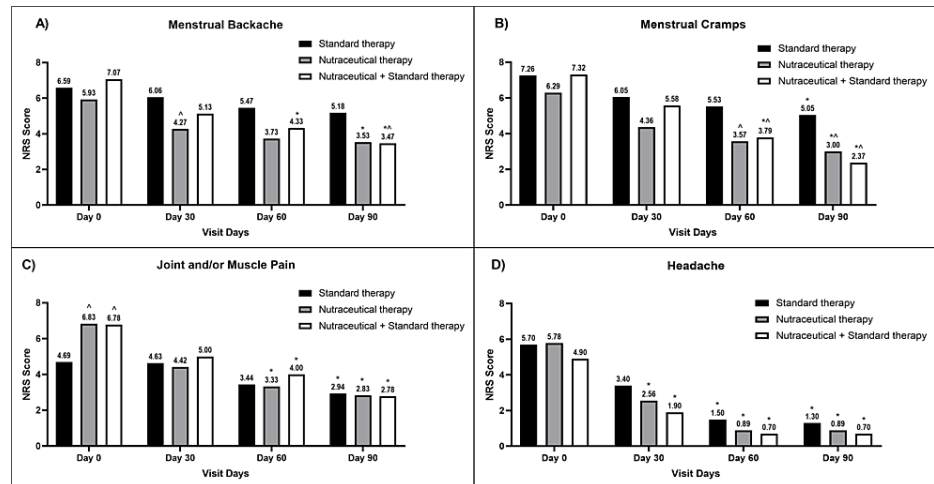 A)
Menstrual Backache
Standard therapy
Nutraceutical therapy
Nutraceutical + Standard therapy
NRS Score
8
6
4
2
0
6.59
5.93
7.07
6.06
^
4.27
5.13
5.47
3.73
*
4.33
5.18
*
3.53
*^
3.47
Day 0
Day 30
Day 60
Day 90
Visit Days
B)
Menstrual Cramps
Standard therapy
Nutraceutical therapy
Nutraceutical + Standard therapy
NRS Score
8
6
4
2
0
7.26
6.29
7.32
6.05
4.36
5.58
5.53
^
3.57
*^
3.79
*
5.05
*^
3.00
*^
2.37
Day 0
Day 30
Day 60
Day 90
Visit Days
C)
Joint and/or Muscle Pain
Standard therapy
Nutraceutical therapy
Nutraceutical + Standard therapy
NRS Score
8
6
4
2
0
4.69
^
6.83
^
6.78
4.63
4.42
5.00
3.44
*
3.33
*
4.00
*
2.94
*
2.83
*
2.78
Day 0
Day 30
Day 60
Day 90
Visit Days
D)
Headache
Standard therapy
Nutraceutical therapy
Nutraceutical + Standard therapy
NRS Score
8
6
4
2
0
5.70
5.78
4.90
3.40
*
2.56
*
1.90
*
1.50
*
0.89
*
0.70
*
1.30
*
0.89
*
0.70
Day 0
Day 30
Day 60
Day 90
Visit Days